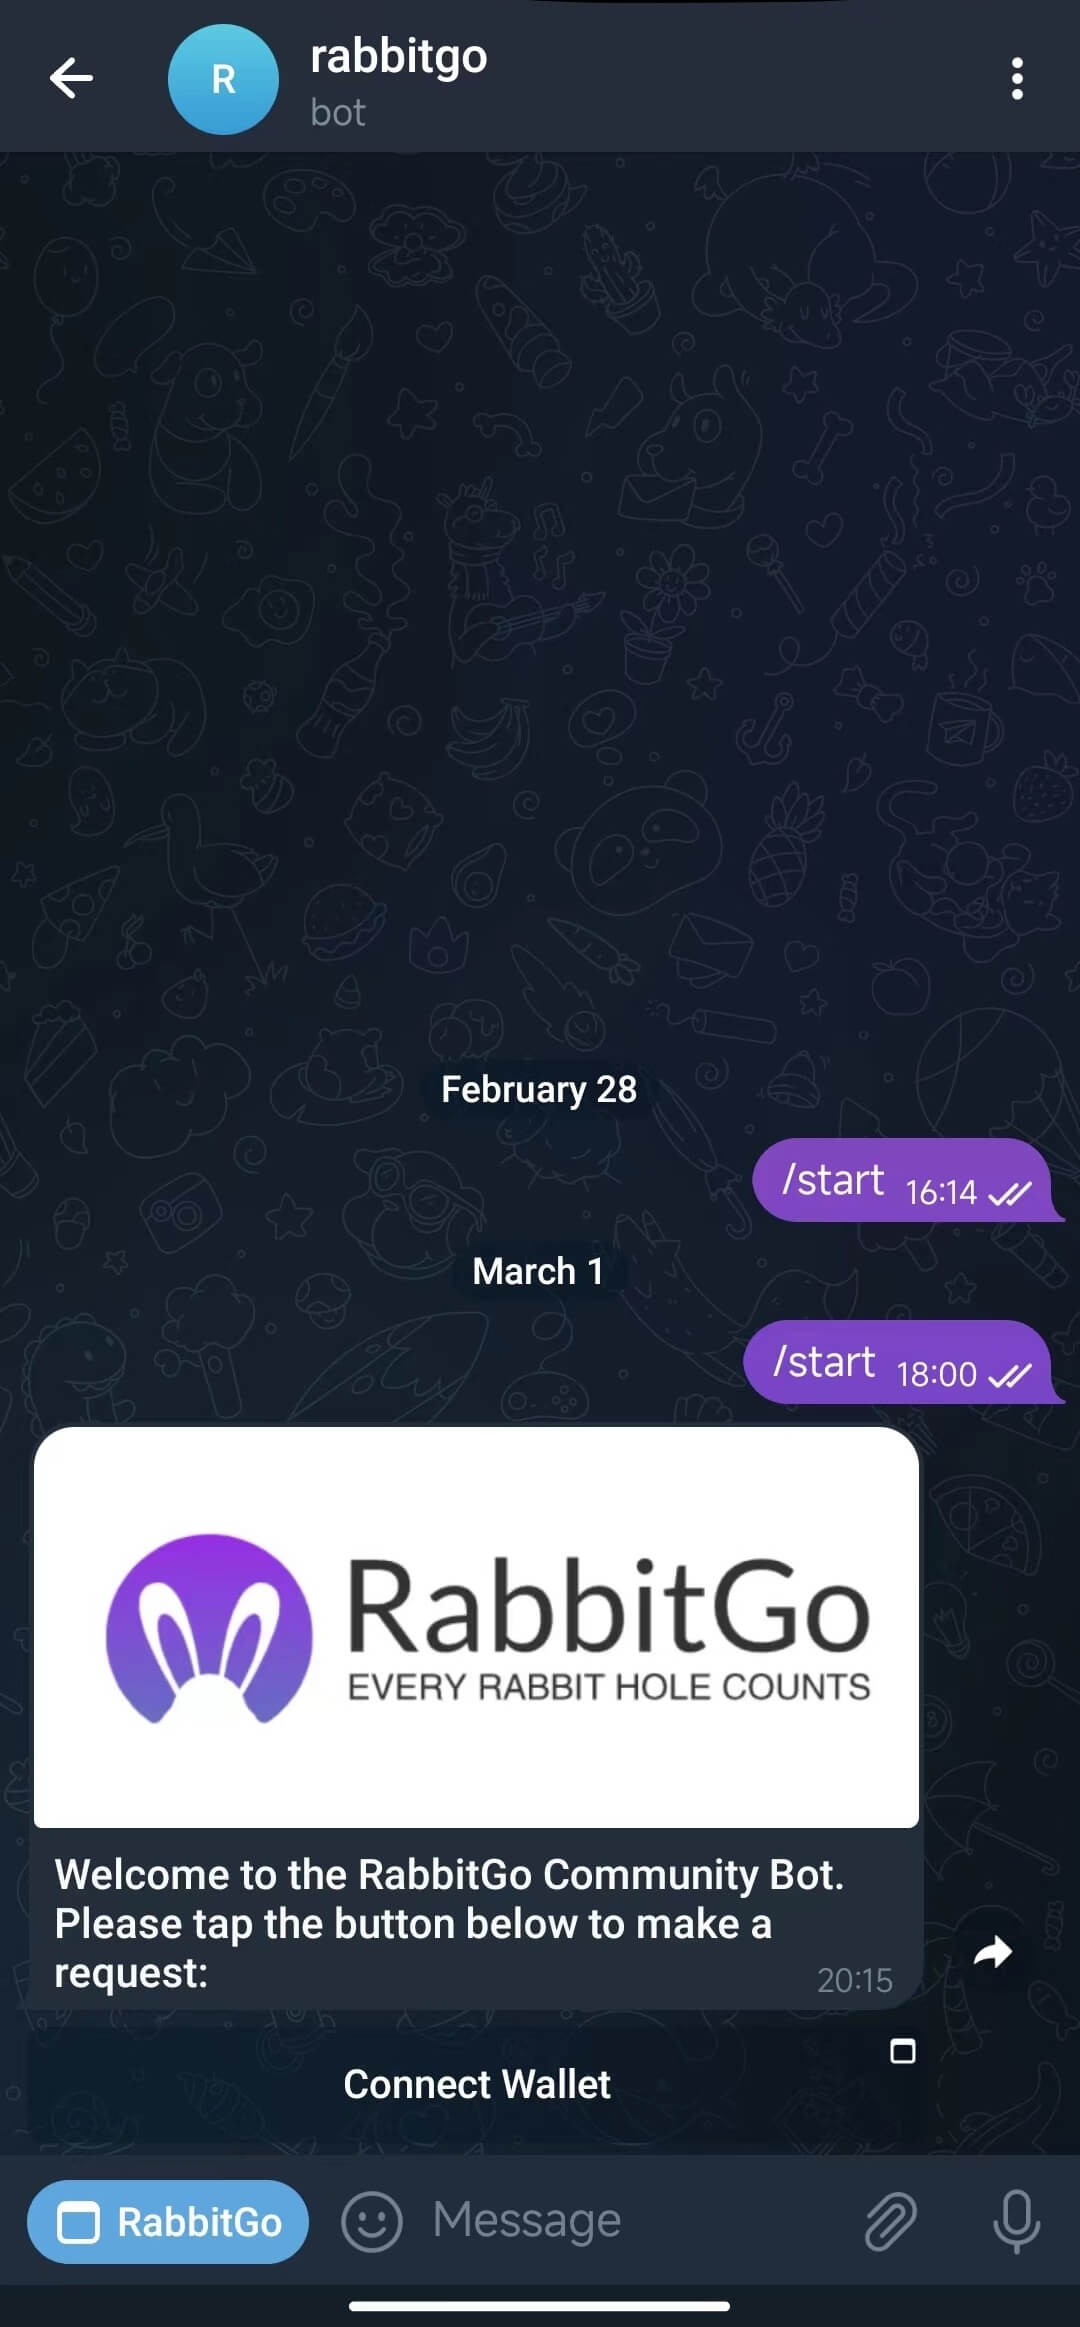 R
rabbitgo
bot
February 28
/start 16:14
March 1
/start 18:00
RabbitGo
EVERY RABBIT HOLE COUNTS
Welcome to the RabbitGo Community Bot.
Please tap the button below to make a
request:
20:15
Connect Wallet
RabbitGo
Message